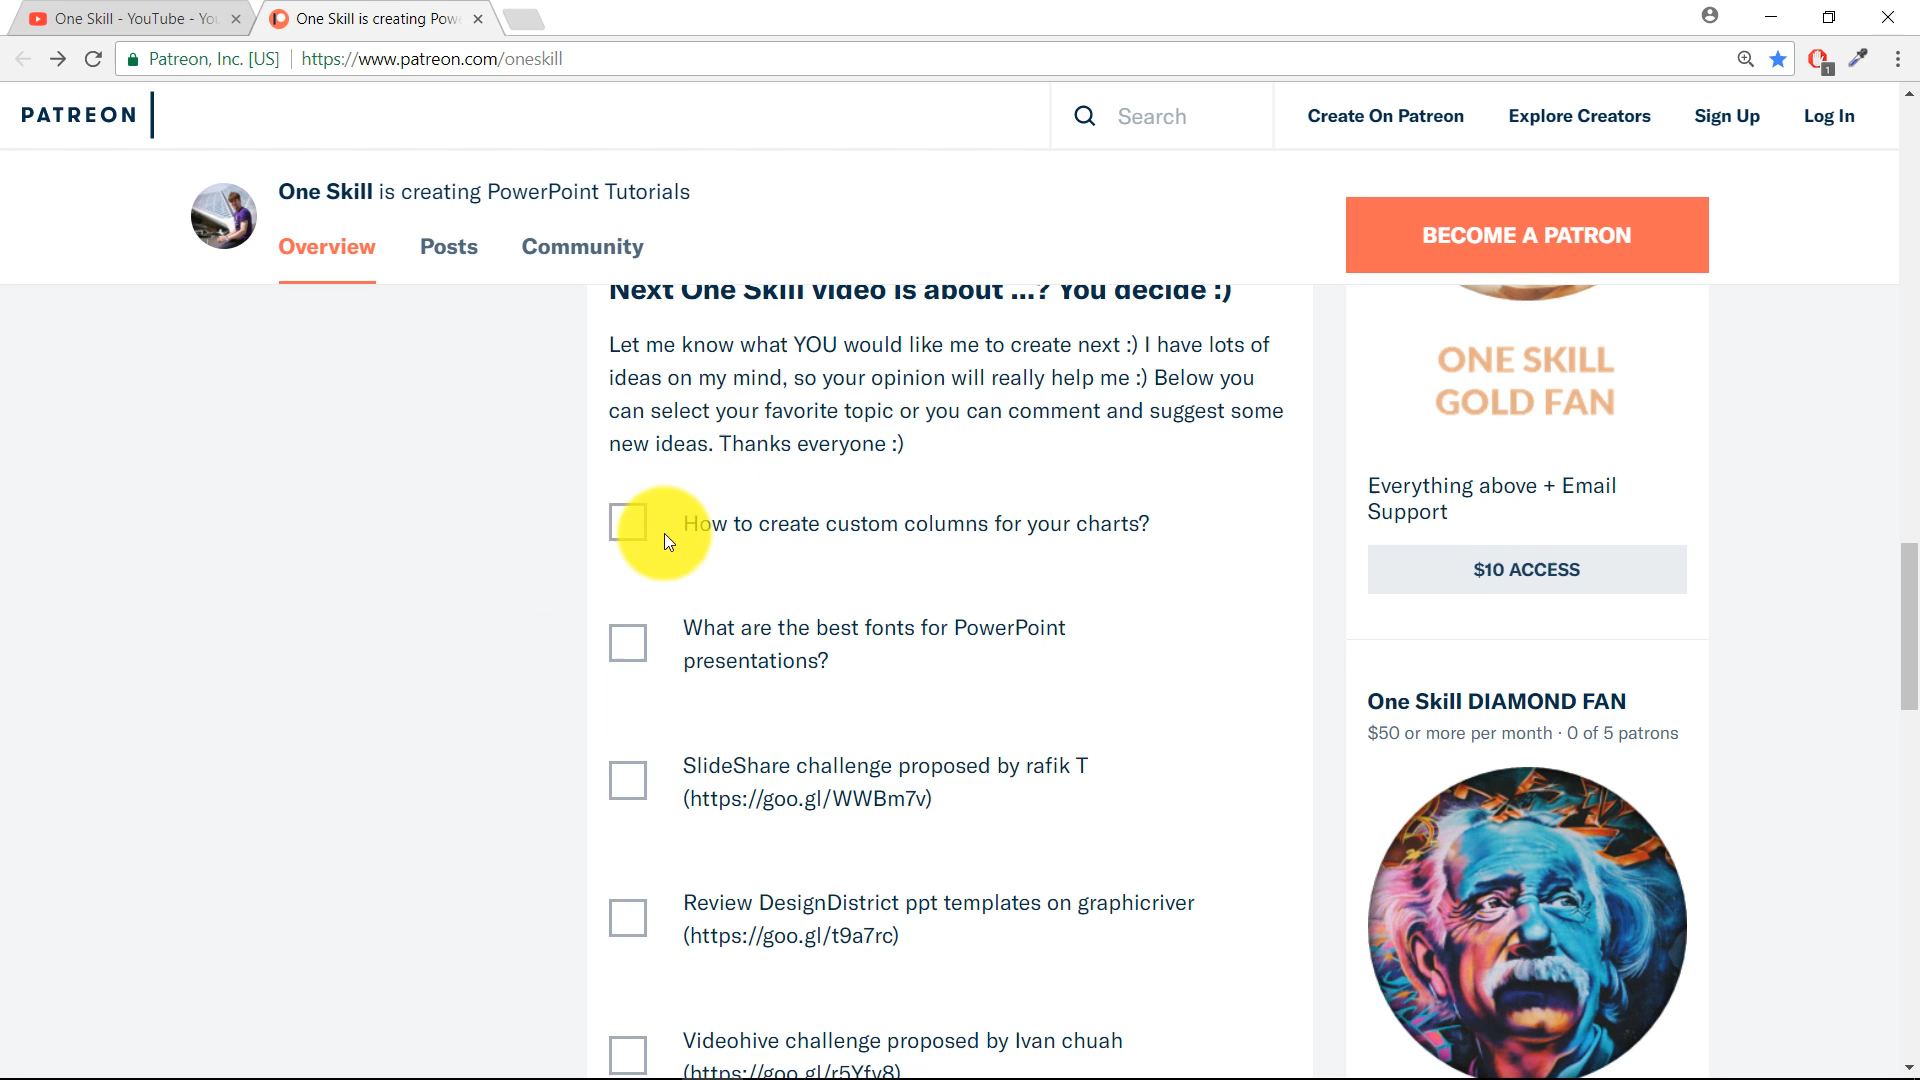 One Skill - YouTube - You
One Skill is creating Pow
Patreon, Inc. [US] https://www.patreon.com/oneskill
1
PATREON
Search
Create On Patreon
Explore Creators
Sign Up
Log In
One Skill is creating PowerPoint Tutorials
Overview
Posts
Community
BECOME A PATRON
Next One Skill video is about ...? You decide :)
Let me know what YOU would like me to create next :) I have lots of
ideas on my mind, so your opinion will really help me :) Below you
can select your favorite topic or you can comment and suggest some
new ideas. Thanks everyone :)
How to create custom columns for your charts?
What are the best fonts for PowerPoint
presentations?
SlideShare challenge proposed by rafik T
(https://goo.gl/WWBm7v)
Review DesignDistrict ppt templates on graphicriver
(https://goo.gl/t9a7rc)
Videohive challenge proposed by Ivan chuah
(https://goo.gl/r5Yfv8)
ONE SKILL
GOLD FAN
Everything above + Email
Support
$10 ACCESS
One Skill DIAMOND FAN
$50 or more per month · 0 of 5 patrons